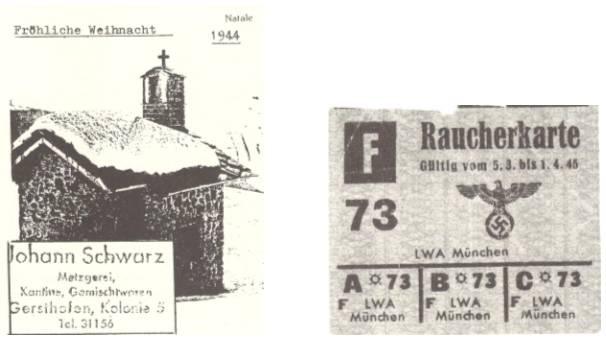 Natale
Fröhliche Weihnacht
1944
Johann Schwarz
Metzgerei,
Kantine, Gemischtwaren
Gersthofen, Kolonie 5
Tel. 31156
F
Raucherkarte
Gültig vom 5. 3. bis 1. 4. 45
73
LWA München
A ☼ 73 B ☼ 73 C ☼ 73
F LWA F LWA F LWA
München München München